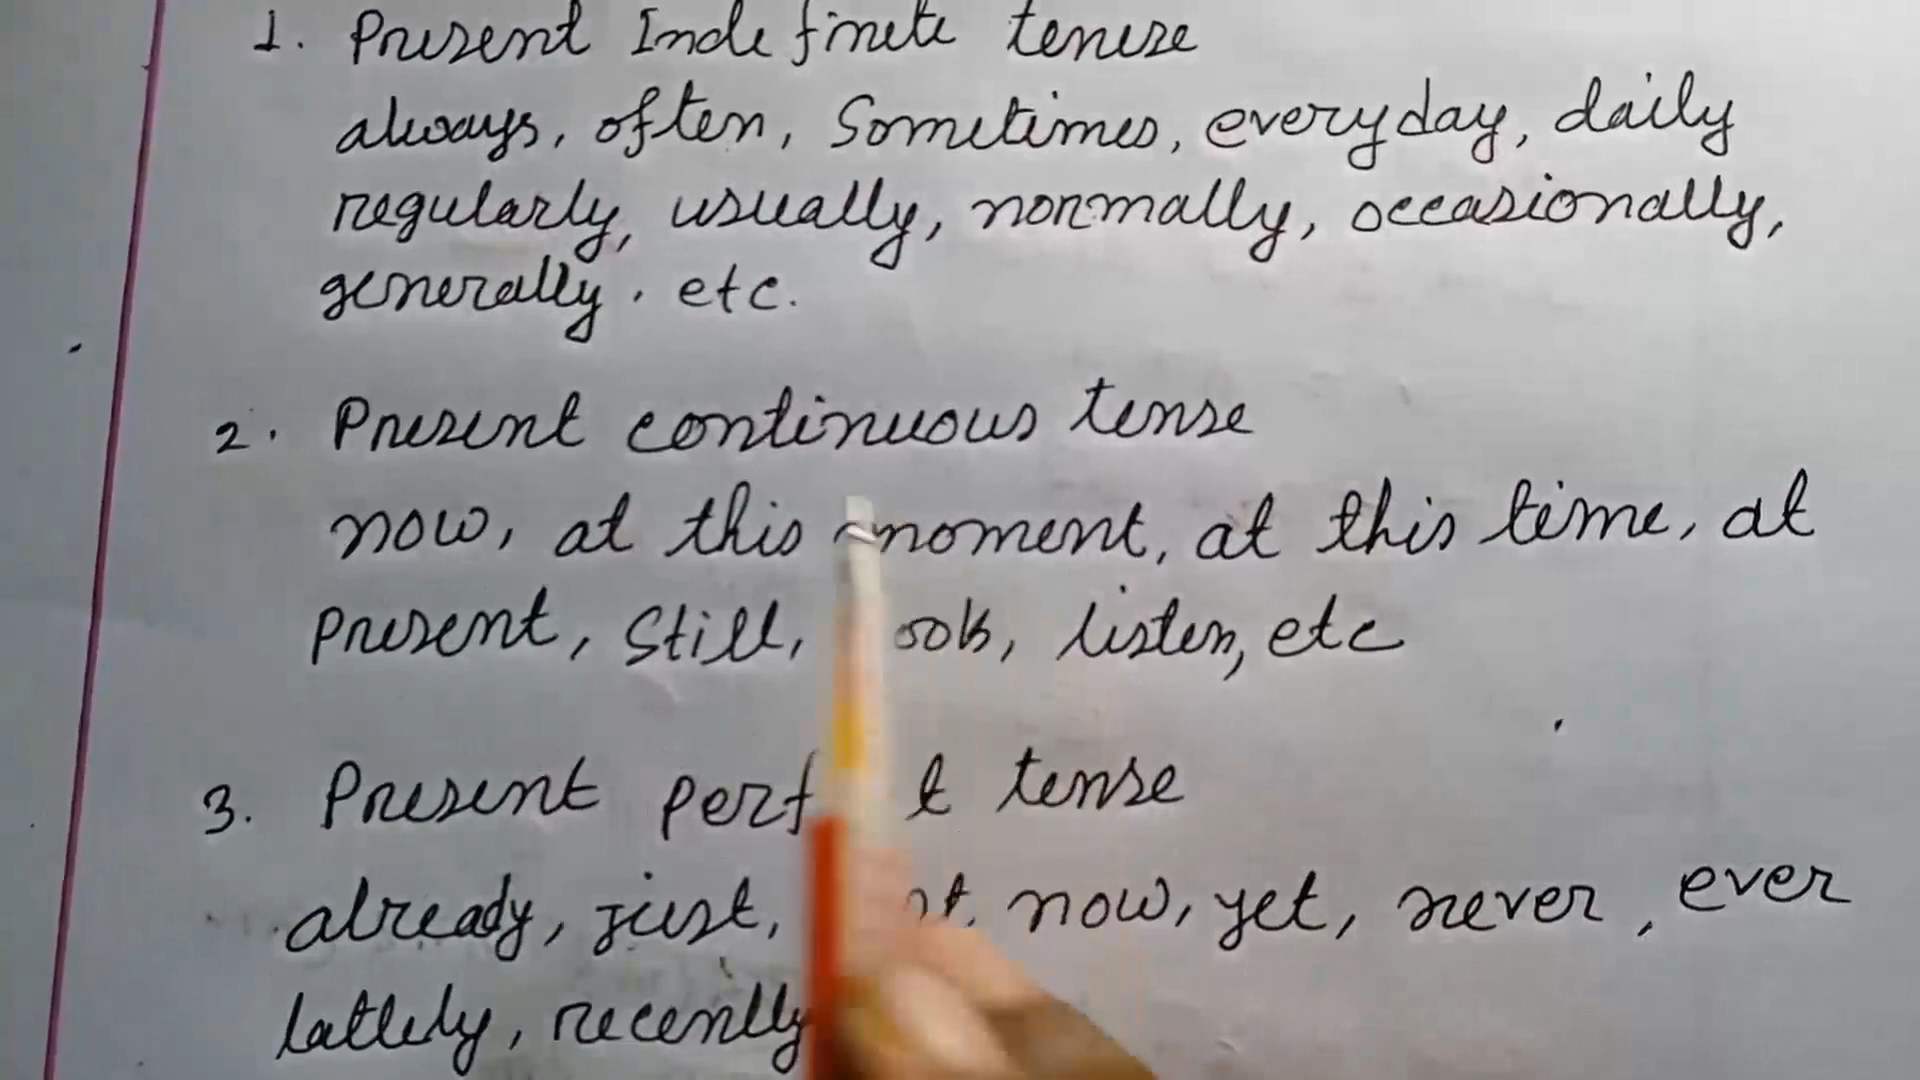 1. Present Indefinite tense
always, often, Sometimes, everyday, daily
regularly, usually, normally, occasionally,
generally. etc.
2. Present continuous tense
now, at this moment, at this time, at
present, still, listen, etc
3. Present tense
already, just, now, yet, never, ever
latlely, recently